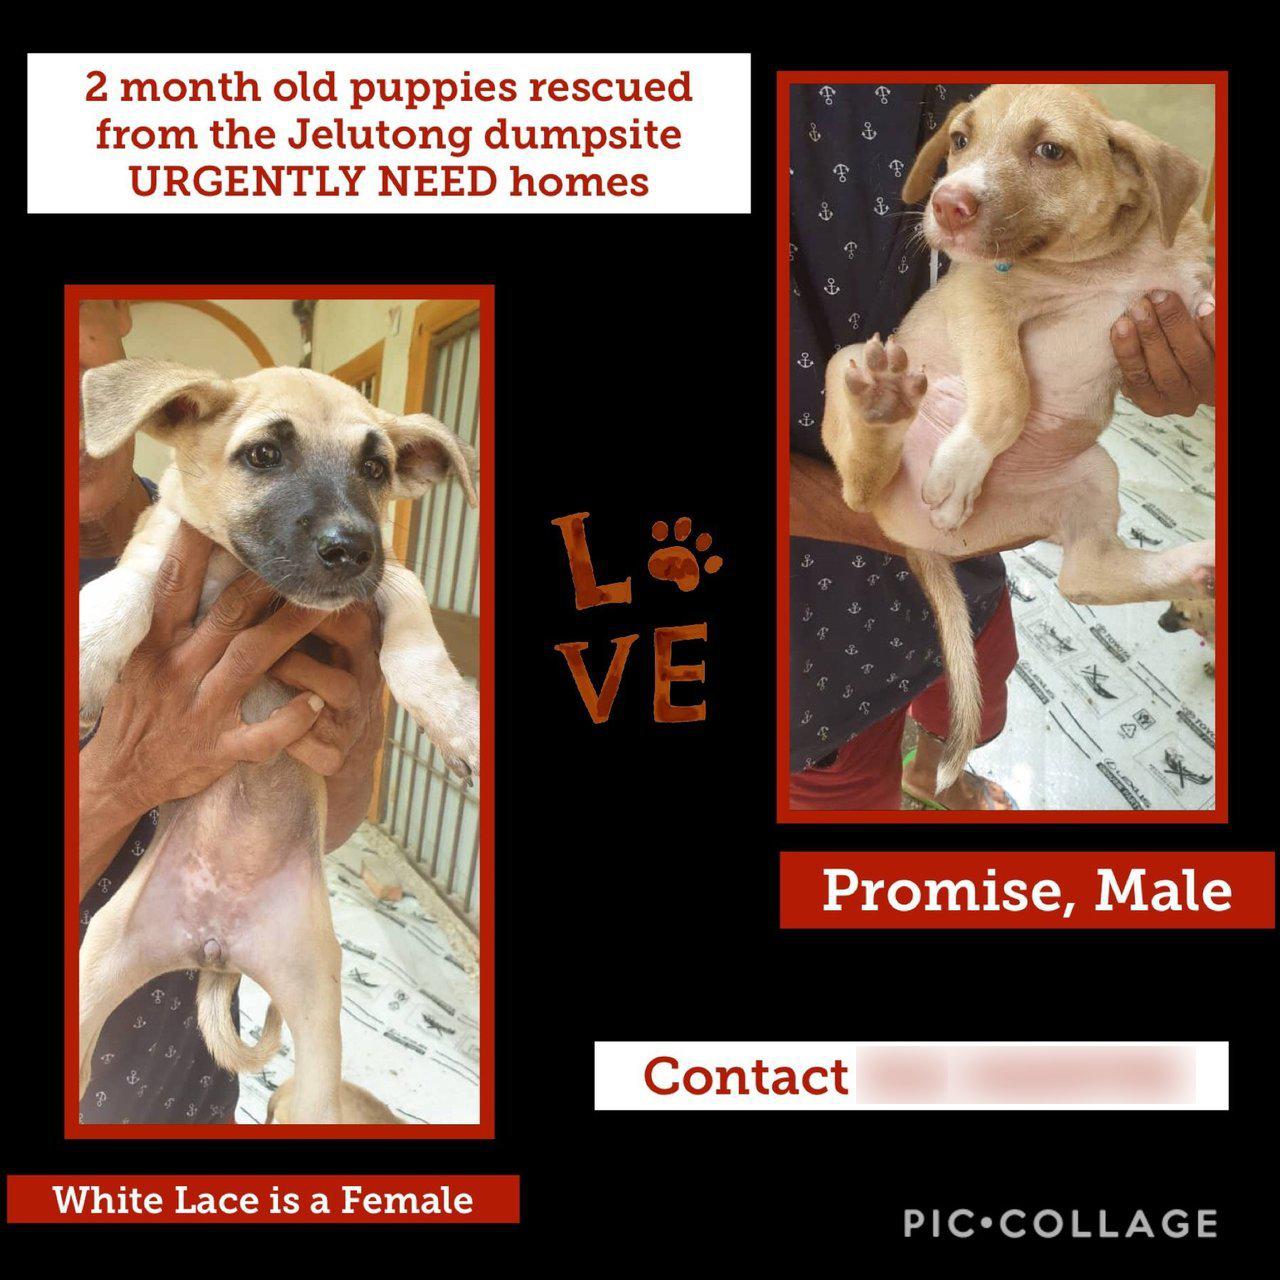 2 month old puppies rescued
from the Jelutong dumpsite
URGENTLY NEED homes
L
VE
Promise, Male
Contact
White Lace is a Female
PIC•COLLAGE